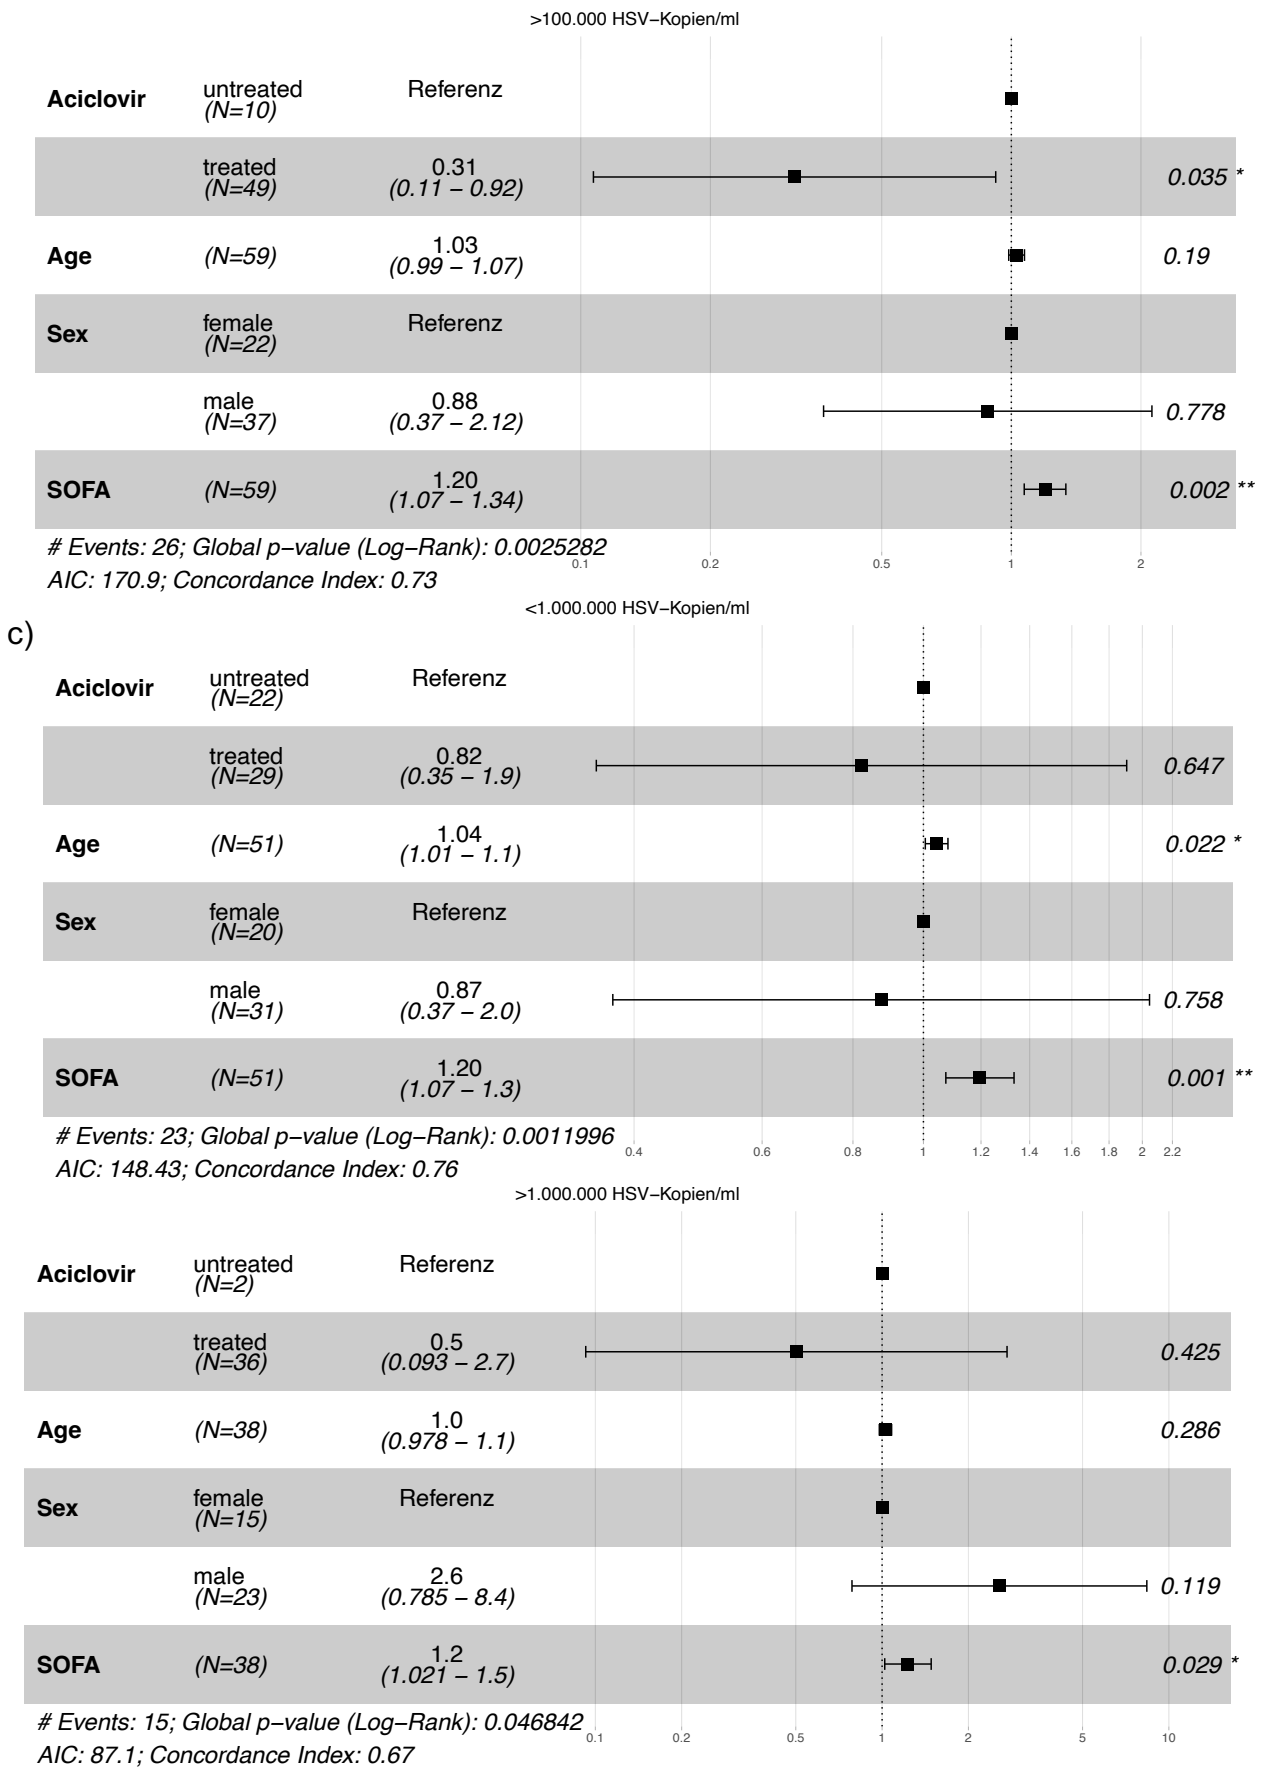 >100.000 HSV−Kopien/ml
Aciclovir untreated Referenz
(N=10)
treated 0.31
(N=49) (0.11 − 0.92) 0.035 *
Age (N=59) 1.03 0.19
(0.99 − 1.07)
Sex female Referenz
(N=22)
male 0.88
(N=37) (0.37 − 2.12) 0.778
SOFA (N=59) 1.20 0.002 **
(1.07 − 1.34)
# Events: 26; Global p−value (Log−Rank): 0.0025282
AIC: 170.9; Concordance Index: 0.73
0.1 0.2 0.5 1 2
c)
<1.000.000 HSV−Kopien/ml
Aciclovir untreated Referenz
(N=22)
treated 0.82
(N=29) (0.35 − 1.9) 0.647
Age (N=51) 1.04 0.022 *
(1.01 − 1.1)
Sex female Referenz
(N=20)
male 0.87
(N=31) (0.37 − 2.0) 0.758
SOFA (N=51) 1.20 0.001 **
(1.07 − 1.3)
# Events: 23; Global p−value (Log−Rank): 0.0011996
AIC: 148.43; Concordance Index: 0.76
0.4 0.6 0.8 1 1.2 1.4 1.6 1.8 2 2.2
>1.000.000 HSV−Kopien/ml
Aciclovir untreated Referenz
(N=2)
treated 0.5
(N=36) (0.093 − 2.7) 0.425
Age (N=38) 1.0 0.286
(0.978 − 1.1)
Sex female Referenz
(N=15)
male 2.6
(N=23) (0.785 − 8.4) 0.119
SOFA (N=38) 1.2 0.029 *
(1.021 − 1.5)
# Events: 15; Global p−value (Log−Rank): 0.046842
AIC: 87.1; Concordance Index: 0.67
0.1 0.2 0.5 1 2 5 10